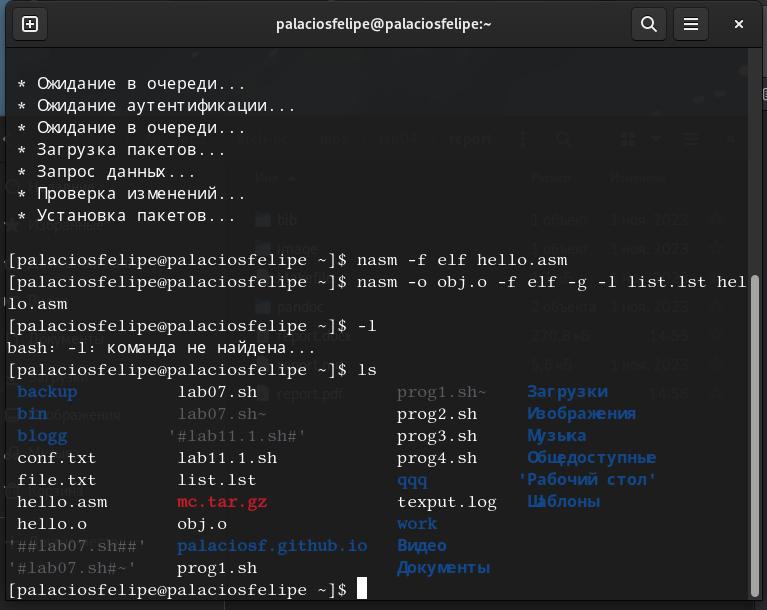 palaciosfelipe@palaciosfelipe:~
* Ожидание в очереди...
* Ожидание аутентификации...
* Ожидание в очереди...
* Загрузка пакетов...
* Запрос данных...
* Проверка изменений...
* Установка пакетов...
[palaciosfelipe@palaciosfelipe ~]$ nasm -f elf hello.asm
[palaciosfelipe@palaciosfelipe ~]$ nasm -o obj.o -f elf -g -l list.lst hel
lo.asm
[palaciosfelipe@palaciosfelipe ~]$ -l
bash: -l: команда не найдена...
[palaciosfelipe@palaciosfelipe ~]$ ls
backup lab07.sh prog1.sh~ Загрузки
bin lab07.sh~ prog2.sh Изображения
blogg '#lab11.1.sh#' prog3.sh Музыка
conf.txt lab11.1.sh prog4.sh Общедоступные
file.txt list.lst qqq 'Рабочий стол'
hello.asm mc.tar.gz texput.log Шаблоны
hello.o obj.o work
'##lab07.sh##' palaciosf.github.io Видео
'#lab07.sh#~' prog1.sh Документы
[palaciosfelipe@palaciosfelipe ~]$